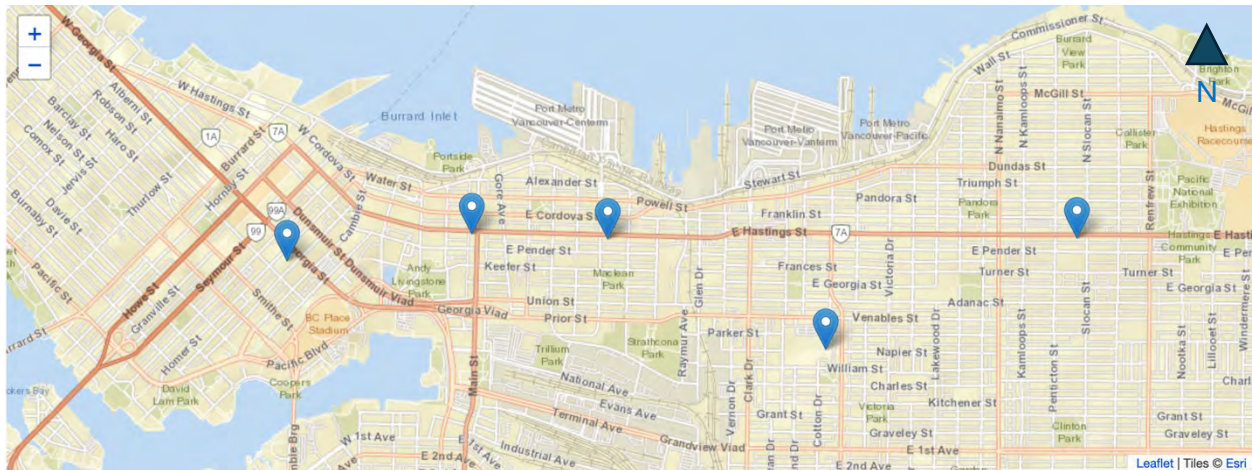 +
−
N
W Georgia St
Alberni St
Robson St
Haro St
Barclay St
Nelson St
Comox St
Jervis St
Thurlow St
Burnaby St
Davie St
Pacific St
Hornby St
Burrard St
W Hastings St
W Cordova St
Water St
1A
7A
99A
99
Dunsmuir St
Dunsmuir Viad
Cambie St
Seymour St
Howe St
Granville St
Homer St
Smithe St
Pacific Blvd
BC Place
Stadium
David
Lam Park
Coopers
Park
Burrard Inlet
Portside
Park
Gore Ave
Alexander St
Powell St
E Cordova St
E Pender St
Keefer St
Andy
Livingstone
Park
Maclean
Park
Union St
Georgia Viad
Prior St
Main St
Trillium
Park
Strathcona
Park
National Ave
Evans Ave
Terminal Ave
Industrial Ave
Grandview Viad
W 1st Ave
E 1st Ave
E 2nd Ave
Port Metro
Vancouver-Centerm
Port Metro
Vancouver-Vanterm
Port Metro
Vancouver-Pacific
Stewart St
Raymur Ave
Glen Dr
Vernon Dr
Clark Dr
Cotton Dr
Franklin St
Pandora St
E Hastings St
7A
Frances St
E Georgia St
Victoria Dr
Lakewood Dr
Parker St
Venables St
Napier St
William St
Charles St
Kitchener St
Grant St
Graveley St
E 2nd Ave
Victoria
Park
Adanac St
Wall St
Commissioner St
Burrard
View
Park
McGill St
N Nanaimo St
N Kamloops St
N Slocan St
Dundas St
Triumph St
Pandora
Park
E Pender St
Turner St
Turner St
Kamloops St
Penticton St
Slocan St
Clinton
Park
Callister
Park
Renfrew St
Brighton
Park
Hastings
Racecourse
Pacific
National
Exhibition
Hastings
Community
Park
Nootka St
Lillooet St
Windermere St
Grant St
Graveley St
Leaflet | Tiles © Esri